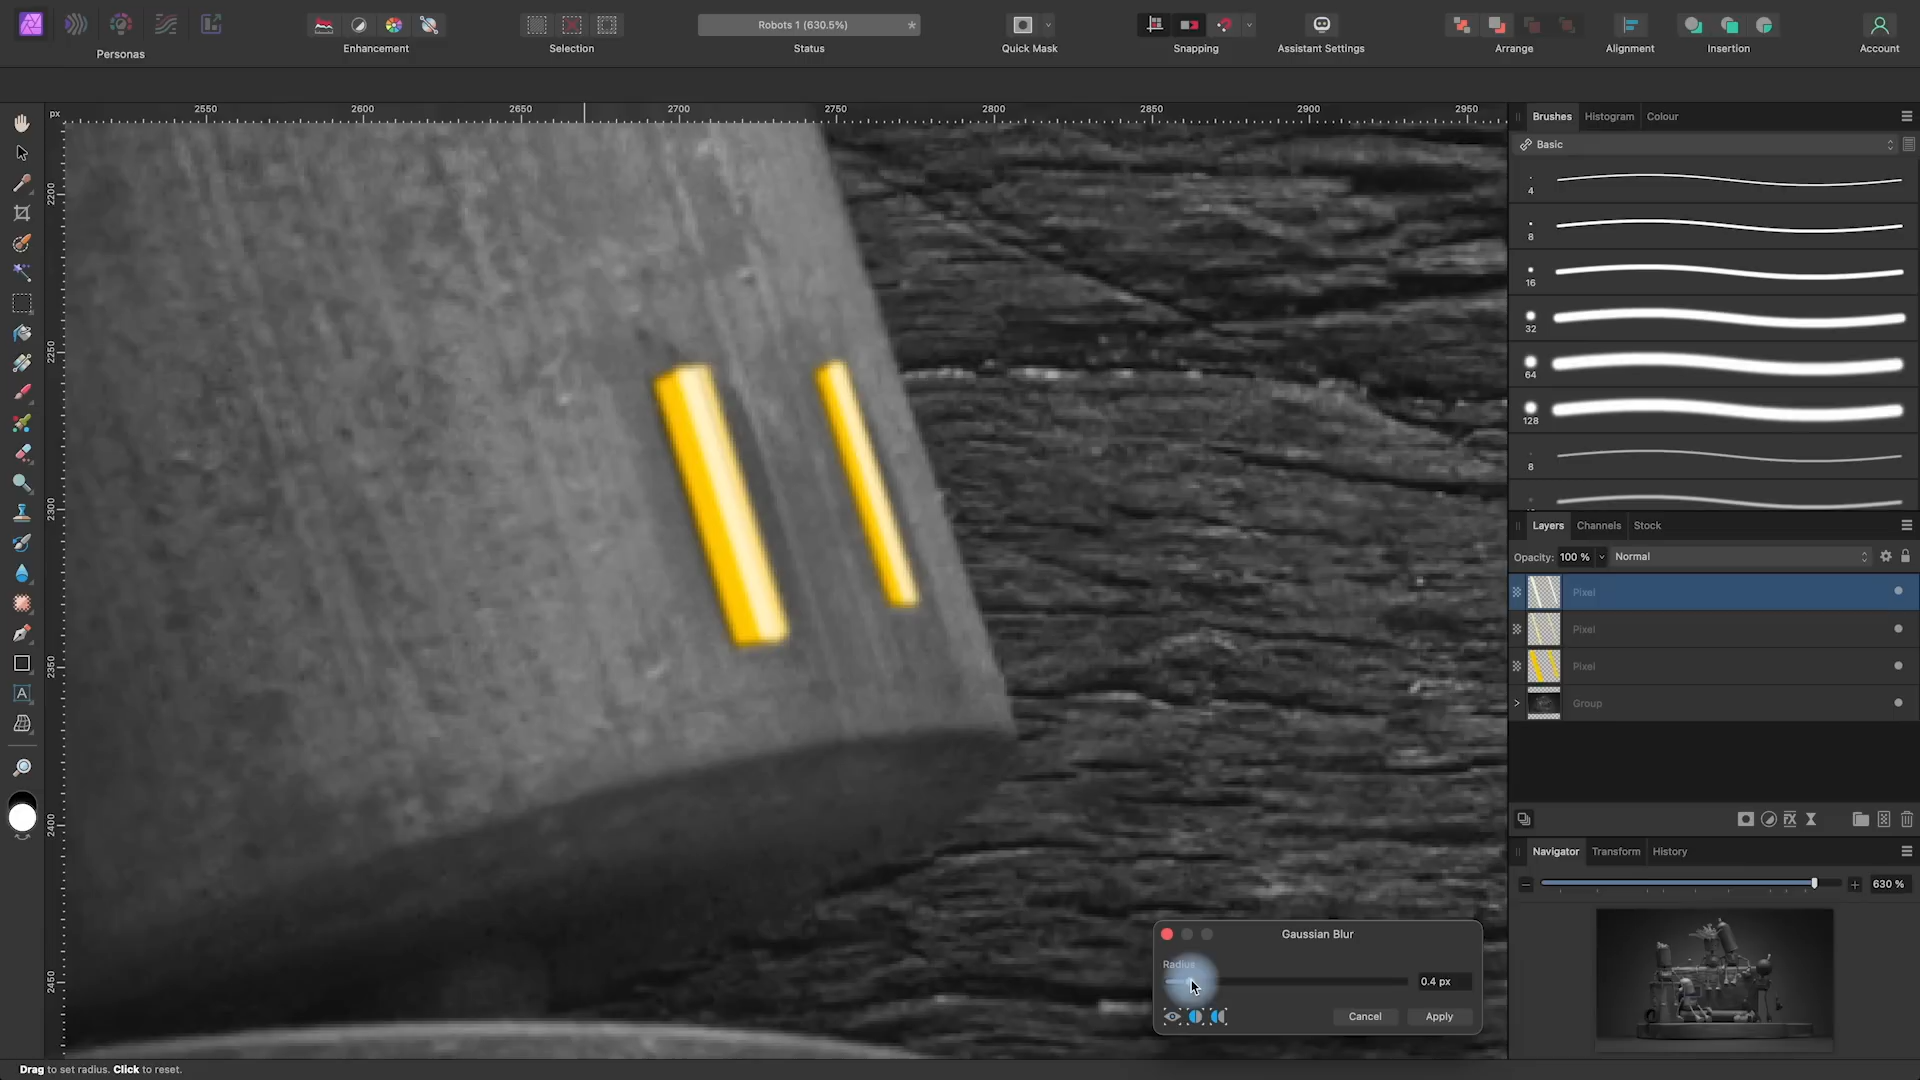 Personas
Enhancement
Selection
Robots 1 (630.5%)
*
Status
Quick Mask
Snapping
Assistant Settings
Arrange
Alignment
Insertion
Account
px
2550
2600
2650
2700
2750
2800
2850
2900
2950
2200
2250
2300
2350
2400
2450
Brushes
Histogram
Colour
Basic
4
8
16
32
64
128
8
Layers
Channels
Stock
Opacity: 100 %
Normal
Pixel
Pixel
Pixel
Group
Navigator
Transform
History
630 %
Gaussian Blur
Radius
0.4 px
Cancel
Apply
Drag to set radius. Click to reset.